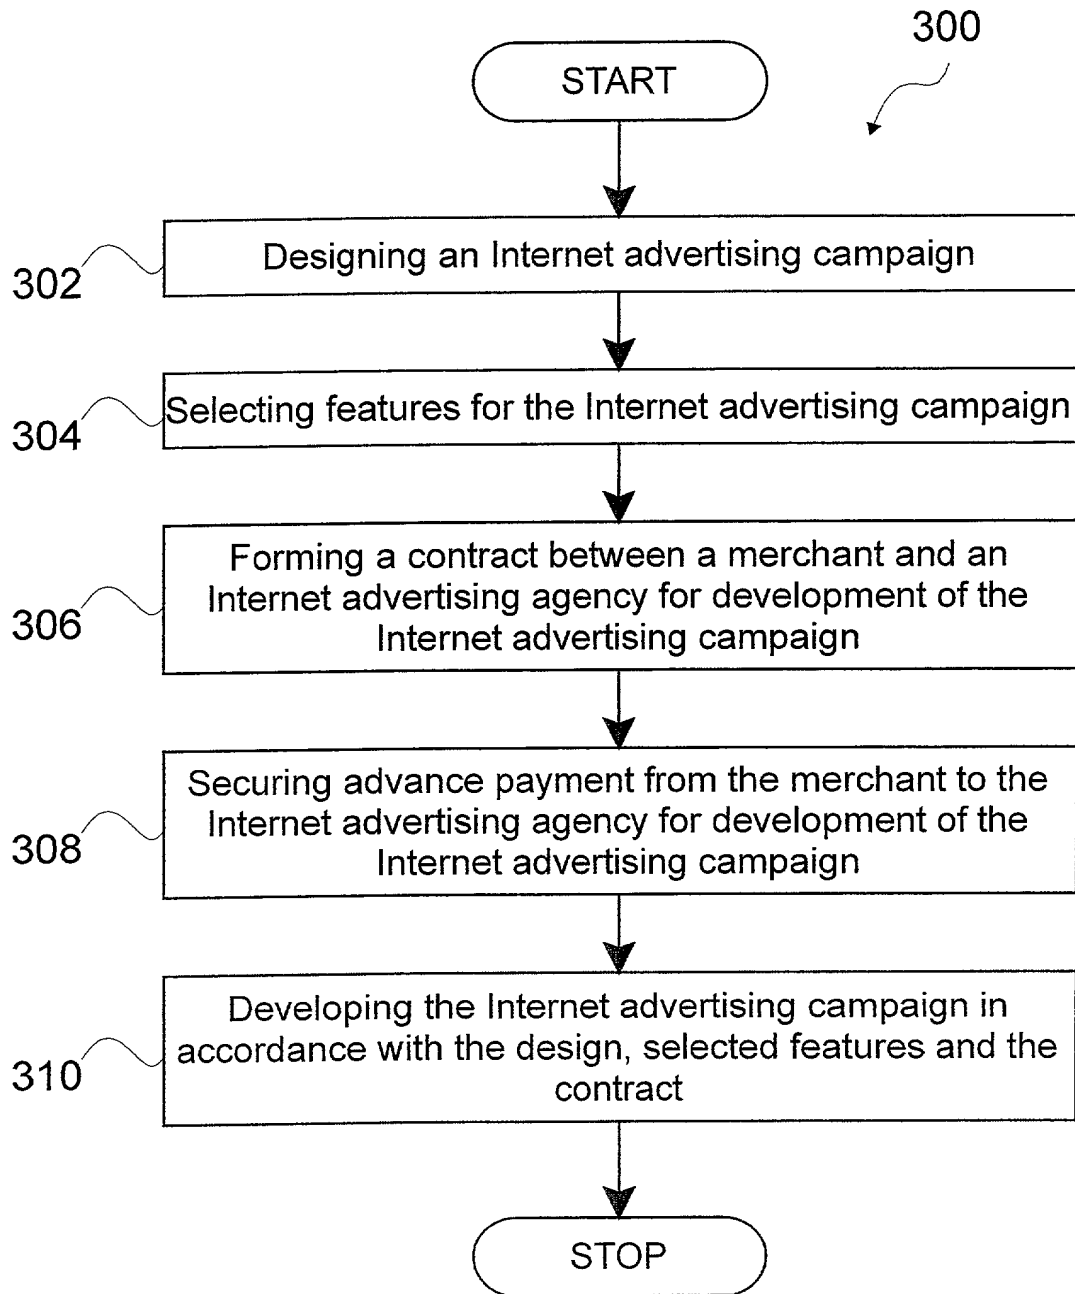 300
START
302
Designing an Internet advertising campaign
304
Selecting features for the Internet advertising campaign
306
Forming a contract between a merchant and an
Internet advertising agency for development of the
Internet advertising campaign
308
Securing advance payment from the merchant to the
Internet advertising agency for development of the
Internet advertising campaign
310
Developing the Internet advertising campaign in
accordance with the design, selected features and the
contract
STOP